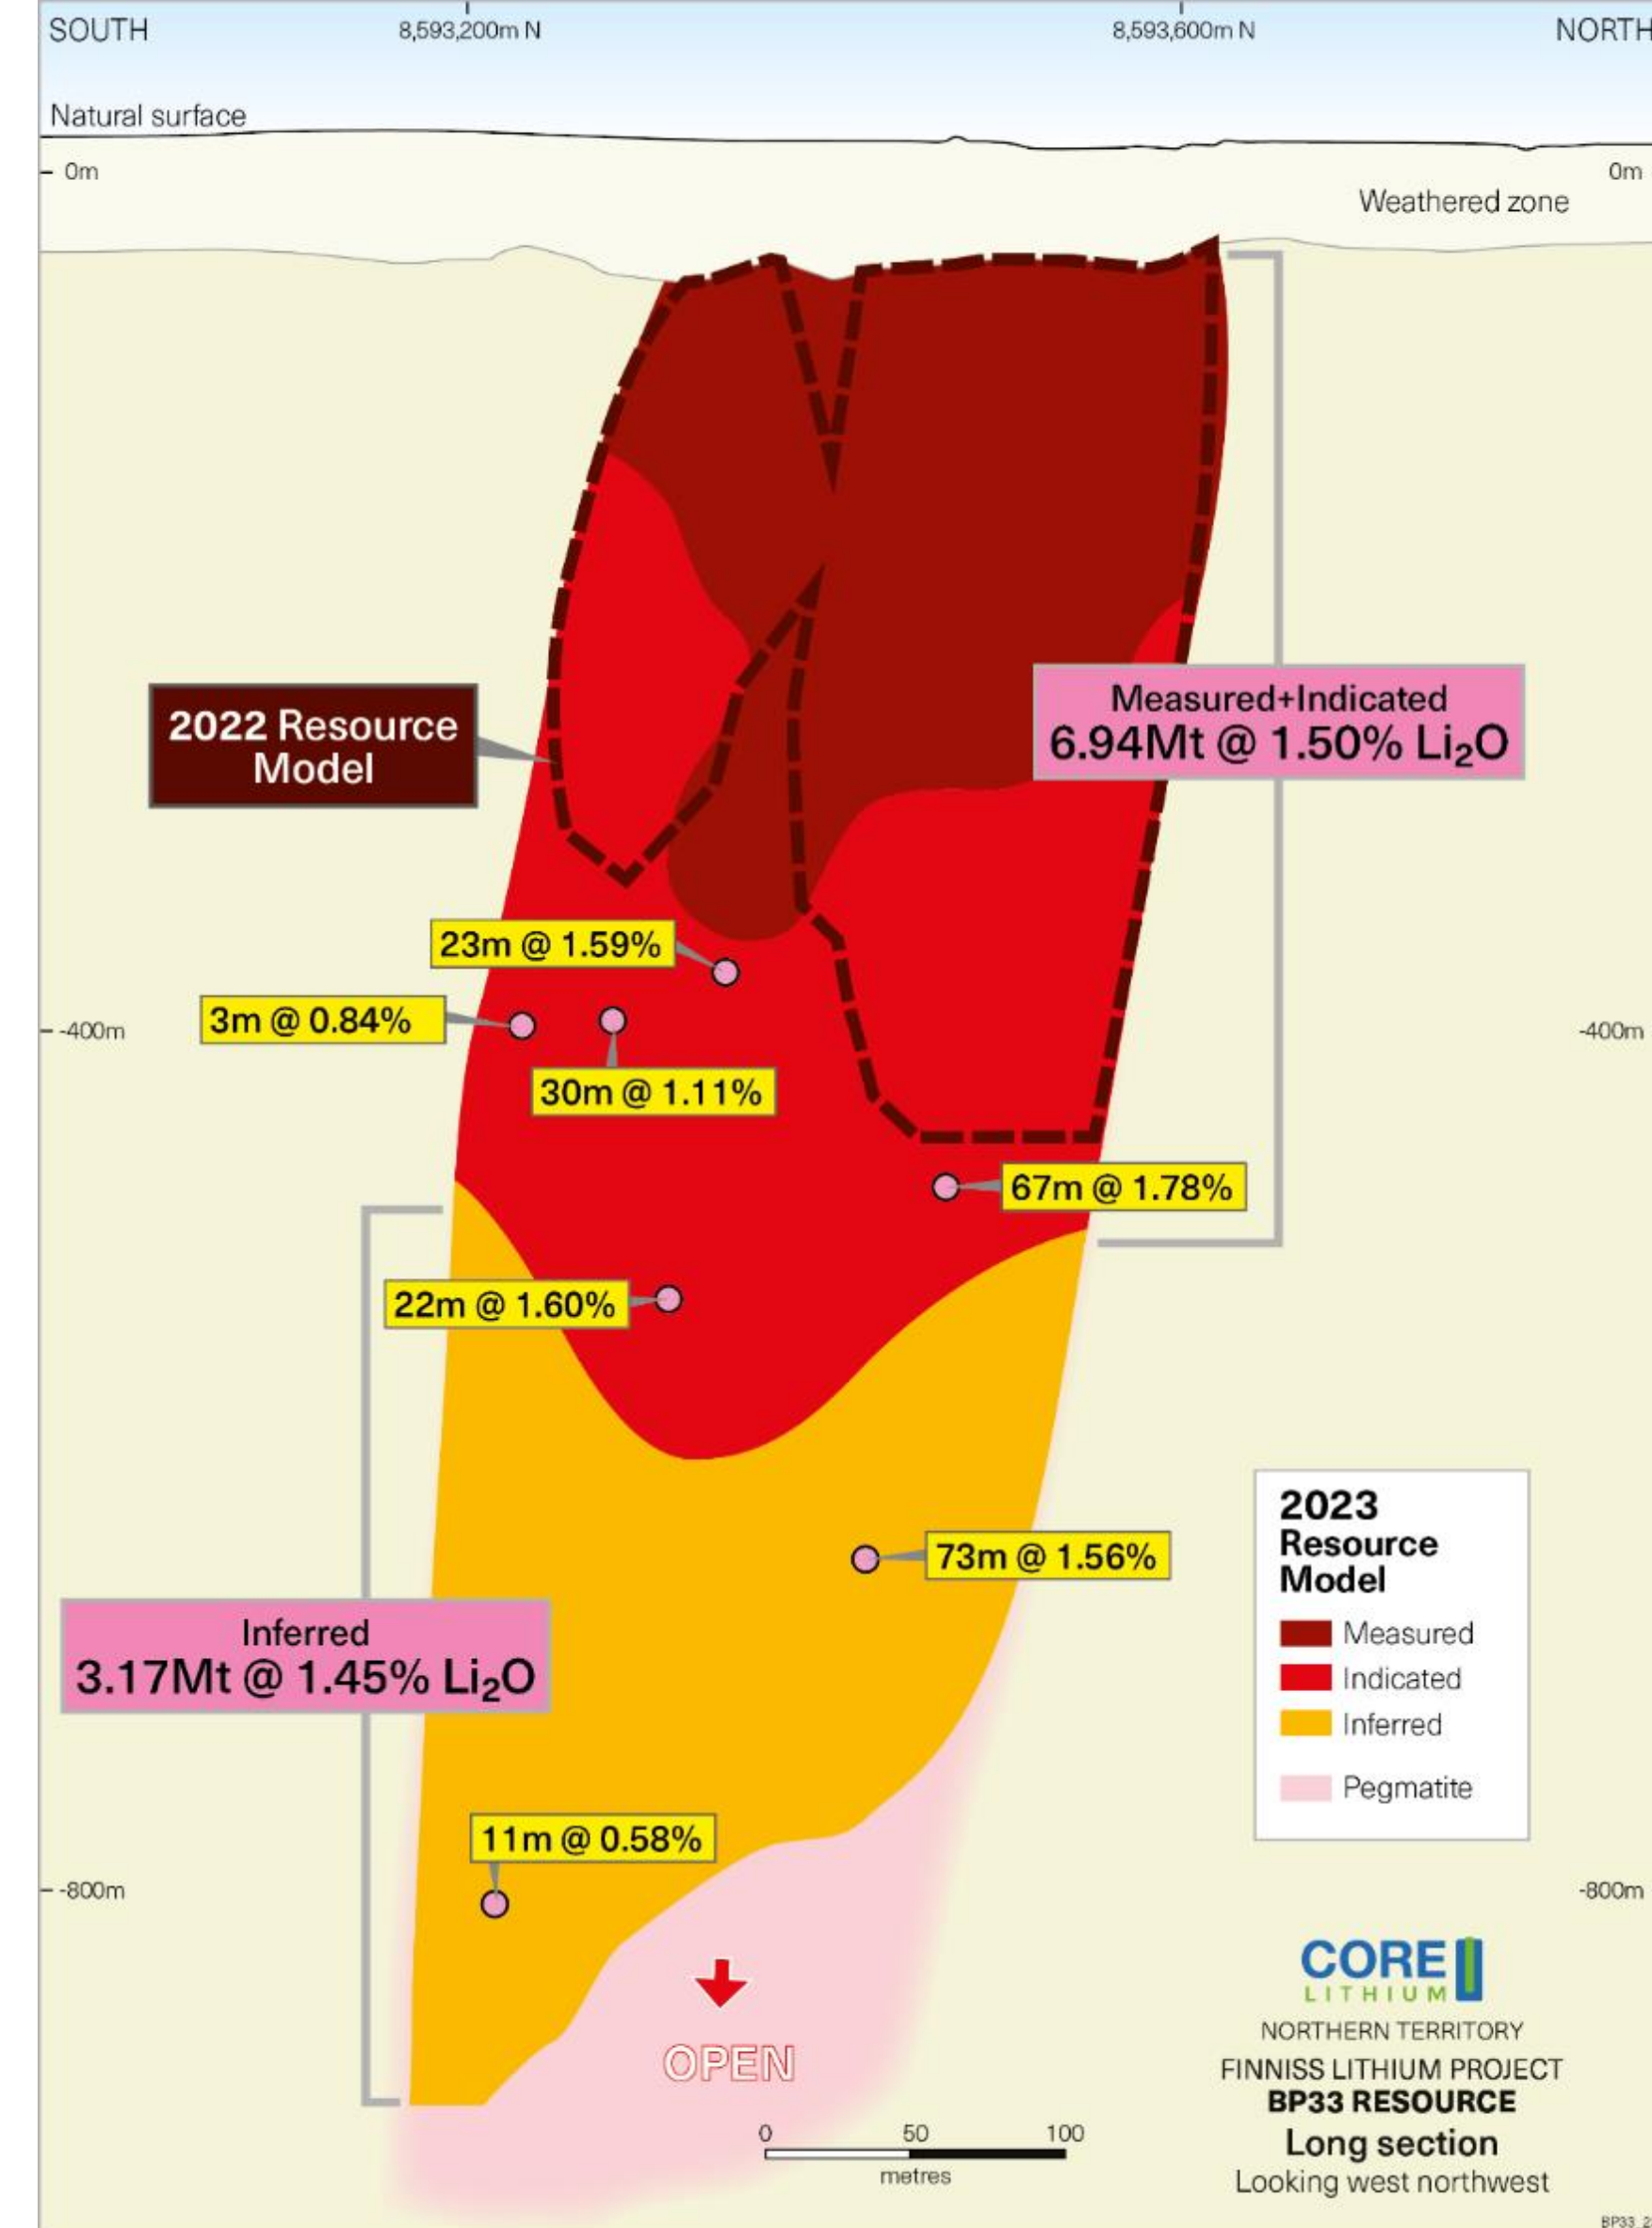 SOUTH
8,593,200m N
8,593,600m N
NORTH
Natural surface
0m
0m
Weathered zone
2022 Resource
Model
Measured+Indicated
6.94Mt @ 1.50% Li₂O
23m @ 1.59%
3m @ 0.84%
-400m
-400m
30m @ 1.11%
67m @ 1.78%
22m @ 1.60%
73m @ 1.56%
2023
Resource
Model
Measured
Indicated
Inferred
Pegmatite
Inferred
3.17Mt @ 1.45% Li₂O
11m @ 0.58%
-800m
-800m
OPEN
0 50 100
metres
CORE
LITHIUM
NORTHERN TERRITORY
FINNISS LITHIUM PROJECT
BP33 RESOURCE
Long section
Looking west northwest
BP33